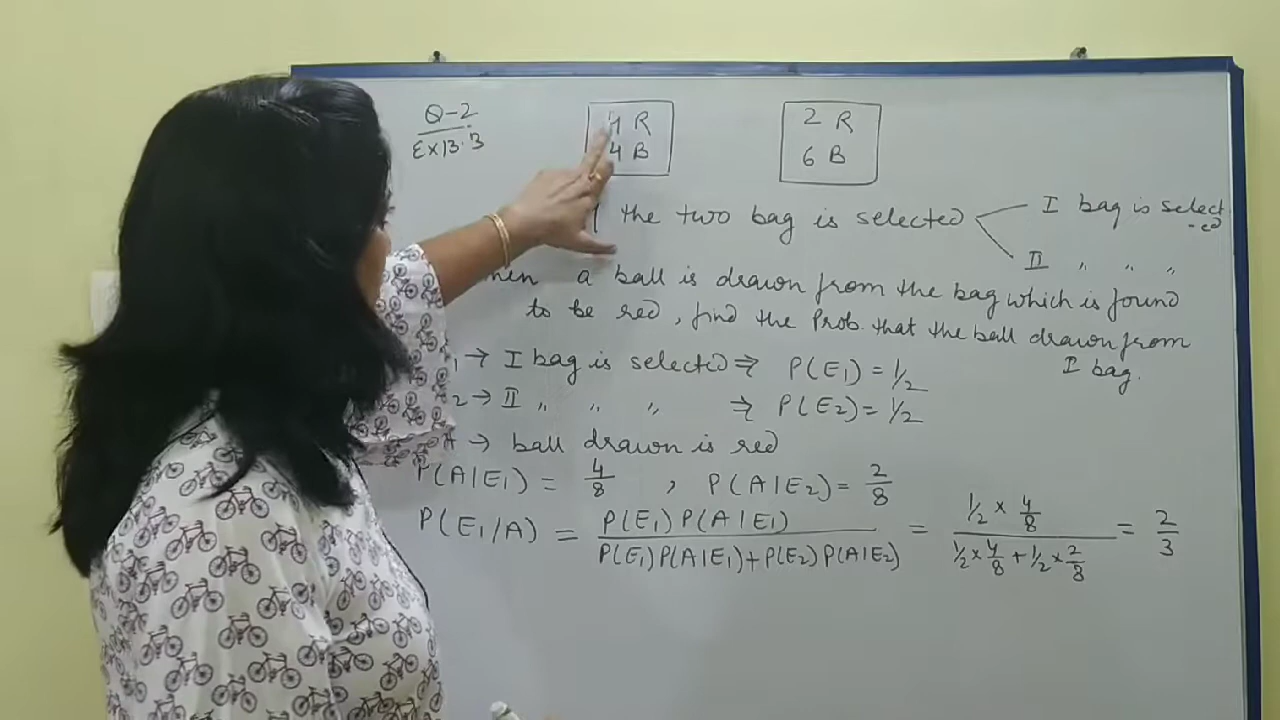 Q-2
Ex 13.3
4 R
4 B
2 R
6 B
the two bag is selected
I bag is selected
II " " "
a ball is drawn from the bag which is found
to be red, find the Prob. that the ball drawn from
I bag.
1 → I bag is selected ⇒ P(E₁) = 1/2
2 → II " " " ⇒ P(E₂) = 1/2
A → ball drawn is red
P(A|E₁) = 4/8 , P(A|E₂) = 2/8
P(E₁/A) = P(E₁) P(A|E₁) / P(E₁) P(A|E₁) + P(E₂) P(A|E₂) = 1/2 × 4/8 / 1/2 × 4/8 + 1/2 × 2/8 = 2/3